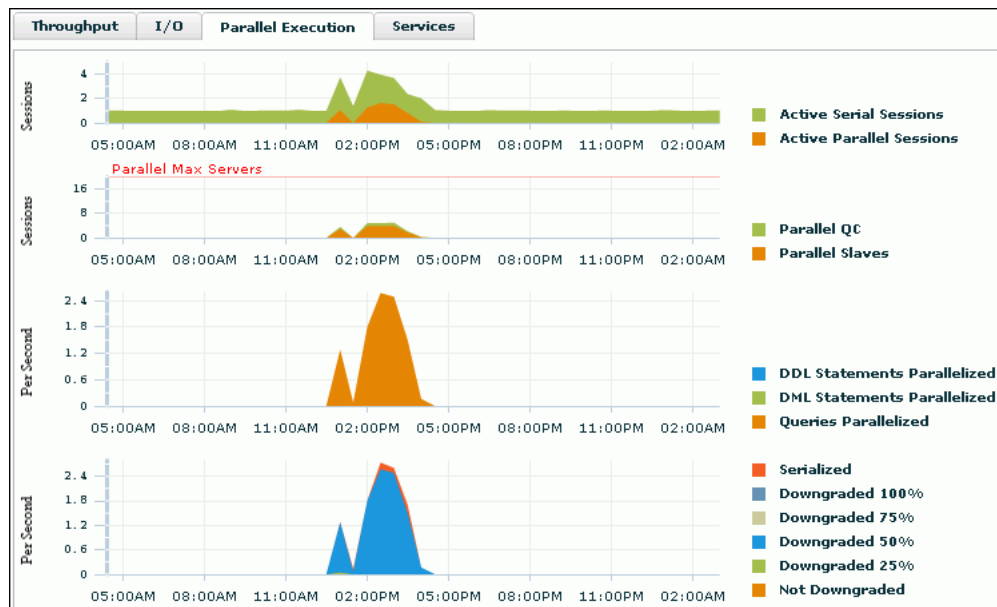 Throughput I/O Parallel Execution Services
Sessions
4
2
0
05:00AM 08:00AM 11:00AM 02:00PM 05:00PM 08:00PM 11:00PM 02:00AM
Active Serial Sessions
Active Parallel Sessions
Parallel Max Servers
Sessions
16
8
0
05:00AM 08:00AM 11:00AM 02:00PM 05:00PM 08:00PM 11:00PM 02:00AM
Parallel QC
Parallel Slaves
Per Second
2.4
1.8
1.2
0.6
0
05:00AM 08:00AM 11:00AM 02:00PM 05:00PM 08:00PM 11:00PM 02:00AM
DDL Statements Parallelized
DML Statements Parallelized
Queries Parallelized
Per Second
2.4
1.8
1.2
0.6
0
05:00AM 08:00AM 11:00AM 02:00PM 05:00PM 08:00PM 11:00PM 02:00AM
Serialized
Downgraded 100%
Downgraded 75%
Downgraded 50%
Downgraded 25%
Not Downgraded